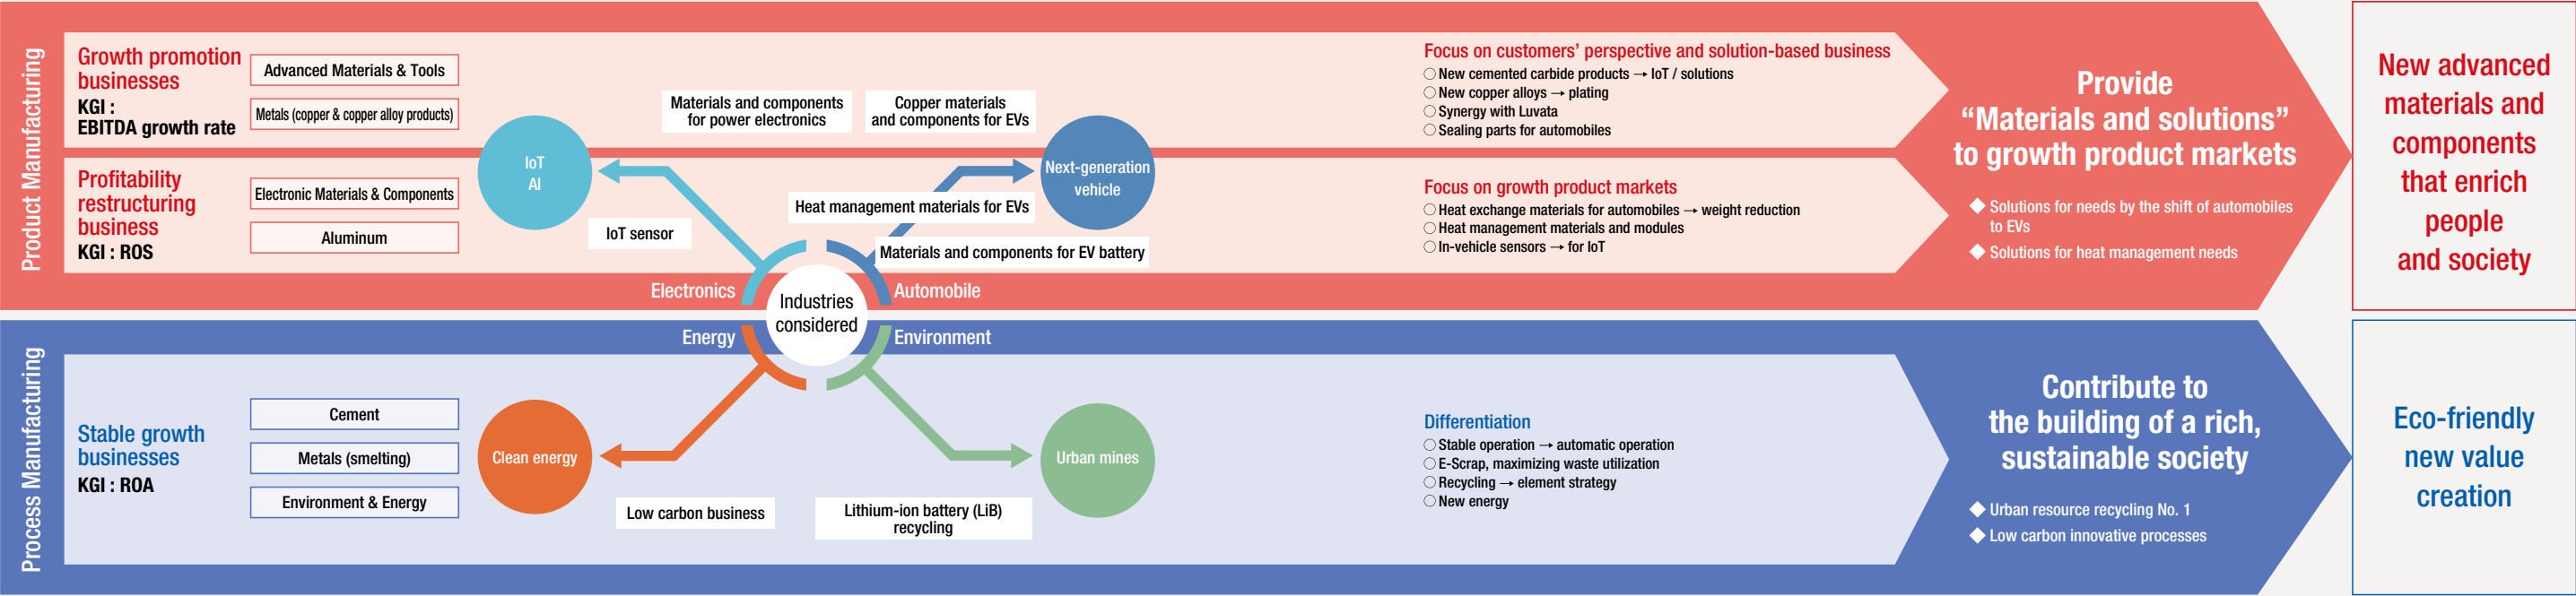 Product Manufacturing
Growth promotion
businesses
KGI :
EBITDA growth rate
Advanced Materials & Tools
Metals (copper & copper alloy products)
Profitability
restructuring
business
KGI : ROS
Electronic Materials & Components
Aluminum
IoT
AI
Materials and components
for power electronics
Copper materials
and components for EVs
Next-generation
vehicle
Heat management materials for EVs
IoT sensor
Materials and components for EV battery
Electronics
Automobile
Industries
considered
Energy
Environment
Focus on customers’ perspective and solution-based business
○ New cemented carbide products → IoT / solutions
○ New copper alloys → plating
○ Synergy with Luvata
○ Sealing parts for automobiles
Focus on growth product markets
○ Heat exchange materials for automobiles → weight reduction
○ Heat management materials and modules
○ In-vehicle sensors → for IoT
Provide
“Materials and solutions”
to growth product markets
◆ Solutions for needs by the shift of automobiles
to EVs
◆ Solutions for heat management needs
New advanced
materials and
components
that enrich
people
and society
Process Manufacturing
Stable growth
businesses
KGI : ROA
Cement
Metals (smelting)
Environment & Energy
Clean energy
Urban mines
Low carbon business
Lithium-ion battery (LiB)
recycling
Differentiation
○ Stable operation → automatic operation
○ E-Scrap, maximizing waste utilization
○ Recycling → element strategy
○ New energy
Contribute to
the building of a rich,
sustainable society
◆ Urban resource recycling No. 1
◆ Low carbon innovative processes
Eco-friendly
new value
creation